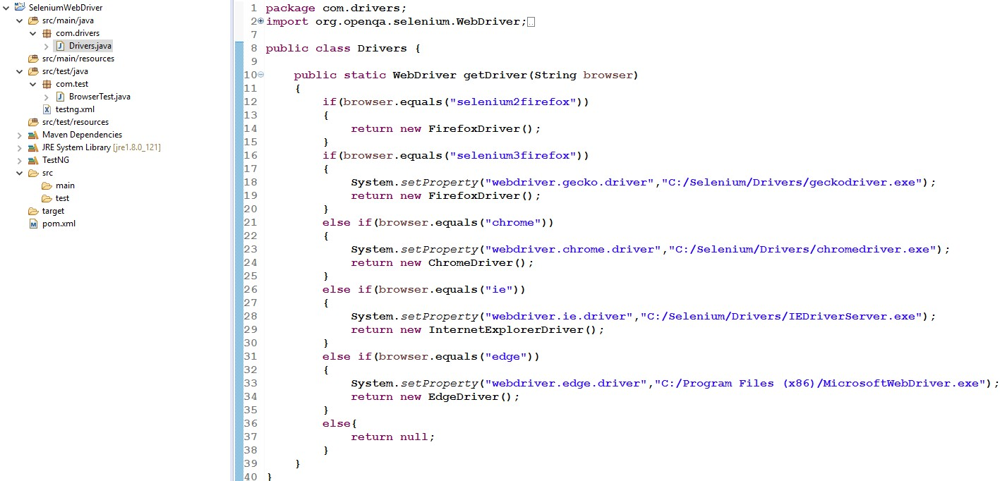 SeleniumWebDriver
src/main/java
com.drivers
Drivers.java
src/main/resources
src/test/java
com.test
BrowserTest.java
testng.xml
src/test/resources
Maven Dependencies
JRE System Library [jre1.8.0_121]
TestNG
src
main
test
target
pom.xml
1 package com.drivers;
2 import org.openqa.selenium.WebDriver;
7
8 public class Drivers {
9
10 public static WebDriver getDriver(String browser)
11 {
12 if(browser.equals("selenium2firefox"))
13 {
14 return new FirefoxDriver();
15 }
16 if(browser.equals("selenium3firefox"))
17 {
18 System.setProperty("webdriver.gecko.driver","C:/Selenium/Drivers/geckodriver.exe");
19 return new FirefoxDriver();
20 }
21 else if(browser.equals("chrome"))
22 {
23 System.setProperty("webdriver.chrome.driver","C:/Selenium/Drivers/chromedriver.exe");
24 return new ChromeDriver();
25 }
26 else if(browser.equals("ie"))
27 {
28 System.setProperty("webdriver.ie.driver","C:/Selenium/Drivers/IEDriverServer.exe");
29 return new InternetExplorerDriver();
30 }
31 else if(browser.equals("edge"))
32 {
33 System.setProperty("webdriver.edge.driver","C:/Program Files (x86)/MicrosoftWebDriver.exe");
34 return new EdgeDriver();
35 }
36 else{
37 return null;
38 }
39 }
40 }